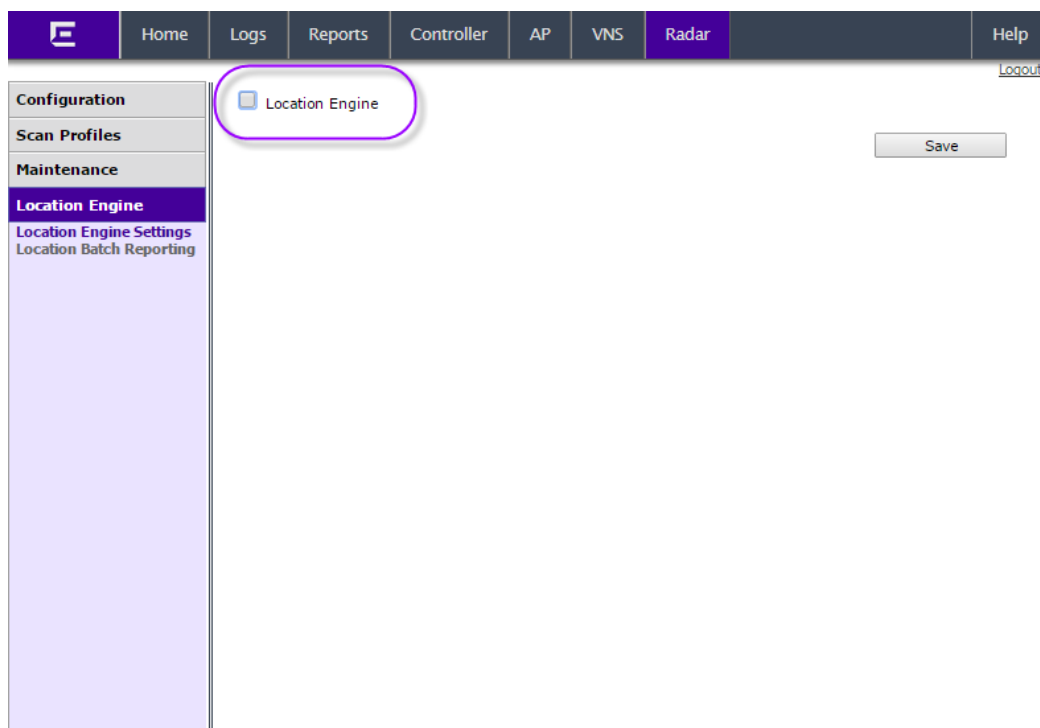 Home Logs Reports Controller AP VNS Radar Help
Logout
Configuration
Scan Profiles
Maintenance
Location Engine
Location Engine Settings
Location Batch Reporting
Location Engine
Save